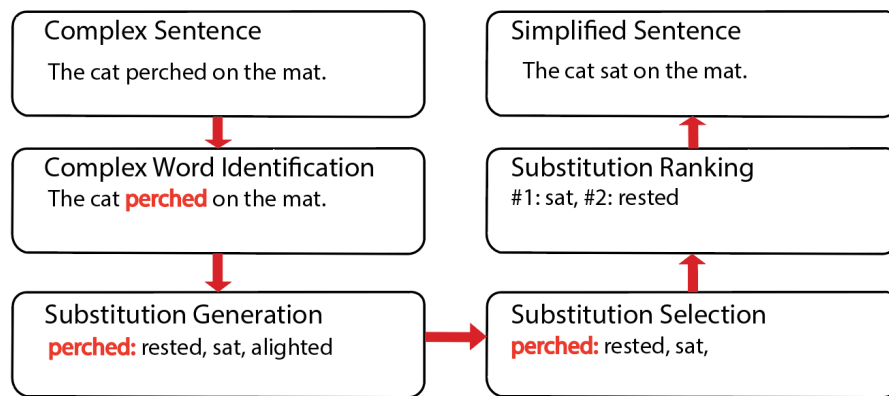 Complex Sentence
The cat perched on the mat.
Complex Word Identification
The cat perched on the mat.
Substitution Generation
perched: rested, sat, alighted
Substitution Selection
perched: rested, sat,
Substitution Ranking
#1: sat, #2: rested
Simplified Sentence
The cat sat on the mat.